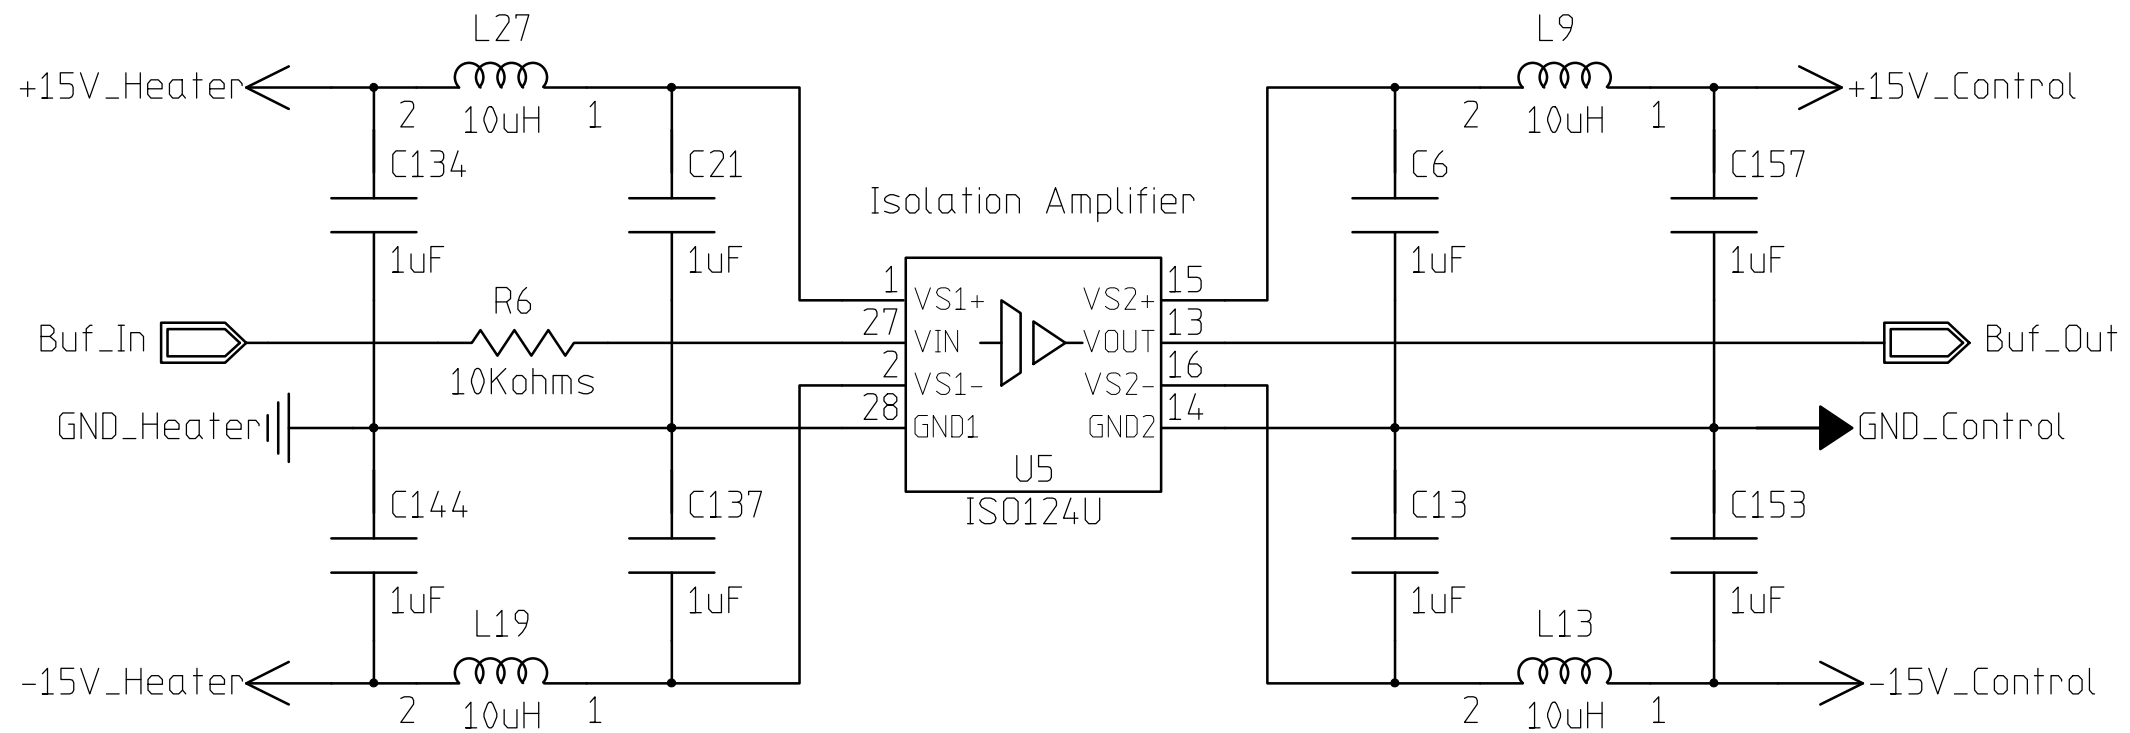 L27
L9
+15V_Heater
2
10uH
1
2
10uH
1
+15V_Control
C134
C21
C6
C157
Isolation Amplifier
1uF
1uF
1uF
1uF
1
VS1+
VS2+
15
R6
27
VIN
VOUT
13
Buf_In
Buf_Out
10Kohms
2
VS1-
VS2-
16
28
GND1
GND2
14
GND_Heater
GND_Control
U5
ISO124U
C144
C137
C13
C153
1uF
1uF
1uF
1uF
L19
L13
-15V_Heater
2
10uH
1
2
10uH
1
-15V_Control